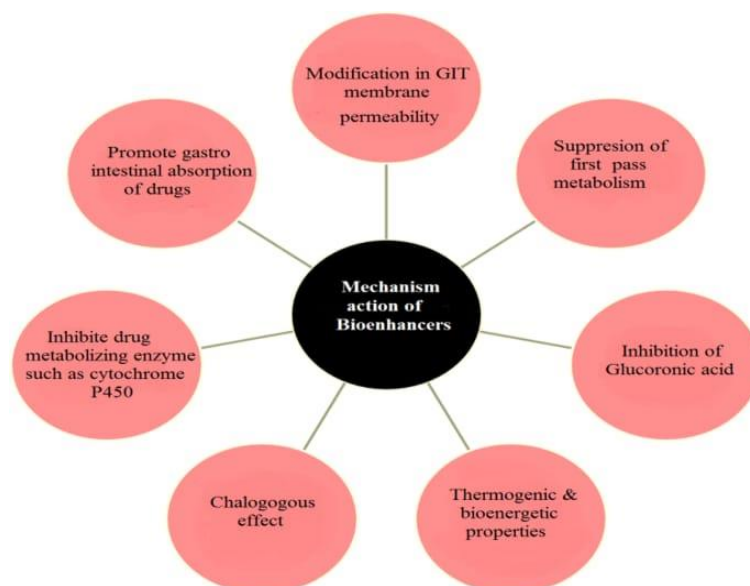 Modification in GIT
membrane
permeability
Suppresion of
first pass
metabolism
Inhibition of
Glucoronic acid
Thermogenic &
bioenergetic
properties
Chalogogous
effect
Inhibite drug
metabolizing enzyme
such as cytochrome
P450
Promote gastro
intestinal absorption
of drugs
Mechanism
action of
Bioenhancers